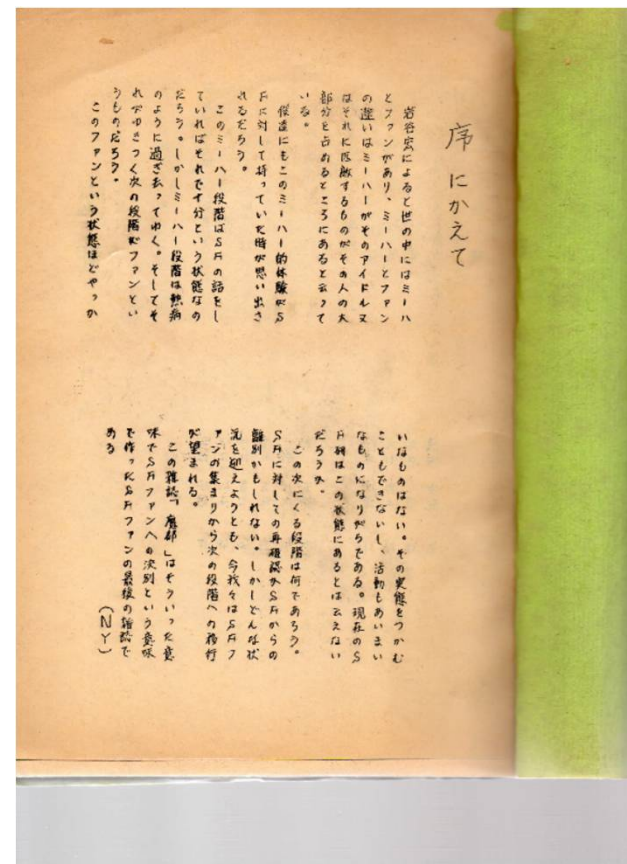 序にかえて
岩谷宏によると世の中にはミーハ
とファンがあり、ミーハーとファン
の違いはミーハーがそのアイドル又
はそれに匹敵するものがその人の大
部分を占めるところにあると云って
いる。
俺達にもこのミーハー的体験がS
Fに対して持っていた時が思い出さ
れるだろう。
このミーハー段階はSFの話をし
ていればそれで十分という状態なの
だろう。しかしミーハー段階は熱病
のように過ぎ去ってゆく。そしてそ
れがゆきつく次の段階がファンとい
うものだろう。
このファンという状態ほどやっか
いなものはない。その実態をつかむ
こともできないし、活動もあいまい
なものになりがちである。現在のS
F研はこの状態にあるとは云えない
だろうか。
この次にくる段階は何であろう。
SFに対しての再確認かSFからの
離別かもしれない。しかしどんな状
況を迎えようとも、今我々はSFフ
ァンの集まりから次の段階への移行
が望まれる。
この雑誌「魔都」はそういった意
味でSFファンへの決別という意味
で作ったSFファンの最後の雑誌で
ある
(NY)